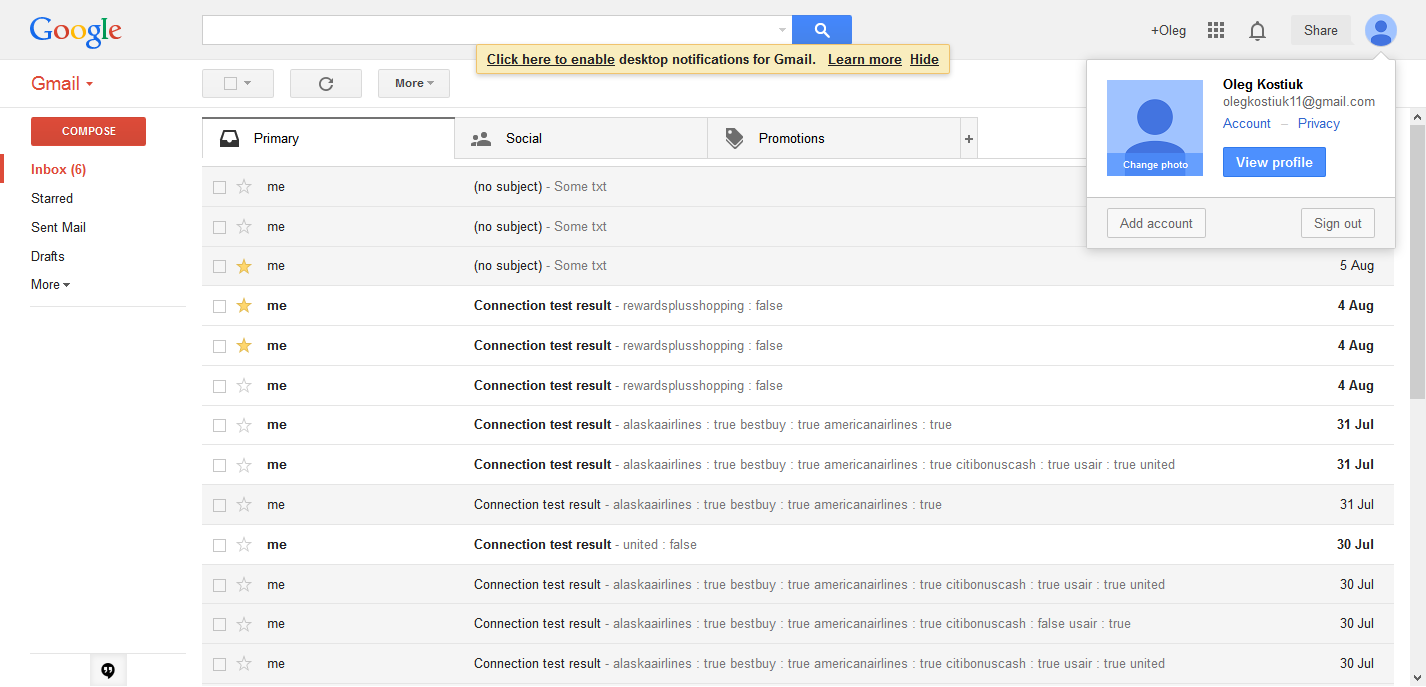 Google
+Oleg
Share
Click here to enable desktop notifications for Gmail. Learn more Hide
Gmail
More
Oleg Kostiuk
olegkostiuk11@gmail.com
Account – Privacy
Change photo
View profile
Add account
Sign out
COMPOSE
Inbox (6)
Starred
Sent Mail
Drafts
More
Primary
Social
Promotions
+
me (no subject) - Some txt
me (no subject) - Some txt
me (no subject) - Some txt 5 Aug
me Connection test result - rewardsplusshopping : false 4 Aug
me Connection test result - rewardsplusshopping : false 4 Aug
me Connection test result - rewardsplusshopping : false 4 Aug
me Connection test result - alaskaairlines : true bestbuy : true americanairlines : true 31 Jul
me Connection test result - alaskaairlines : true bestbuy : true americanairlines : true citibonuscash : true usair : true united 31 Jul
me Connection test result - alaskaairlines : true bestbuy : true americanairlines : true 31 Jul
me Connection test result - united : false 30 Jul
me Connection test result - alaskaairlines : true bestbuy : true americanairlines : true citibonuscash : true usair : true united 30 Jul
me Connection test result - alaskaairlines : true bestbuy : true americanairlines : true citibonuscash : false usair : true 30 Jul
me Connection test result - alaskaairlines : true bestbuy : true americanairlines : true citibonuscash : true usair : true united 30 Jul